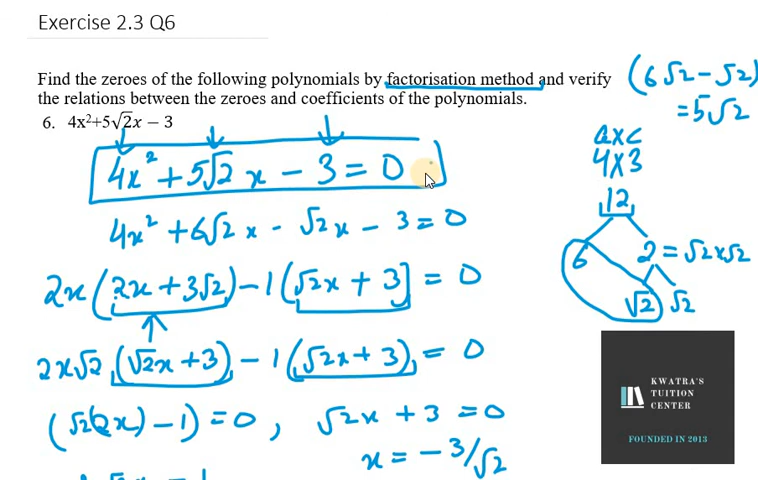 Exercise 2.3 Q6
Find the zeroes of the following polynomials by factorisation method and verify
the relations between the zeroes and coefficients of the polynomials.
6. 4x²+5√2x – 3
4x² + 5√2 x - 3 = 0
4x² + 6√2 x - √2x - 3 = 0
2x (2x + 3√2) - 1 (√2x + 3] = 0
2x√2 (√2x + 3) - 1 (√2x + 3) = 0
(√2(2x) - 1) = 0 , √2x + 3 = 0
x = -3/√2
(6√2 - √2)
= 5√2
a×c
4×3
12
6 2 = √2×√2
√2 √2
KWATRA'S
TUITION
CENTER
FOUNDED IN 2013